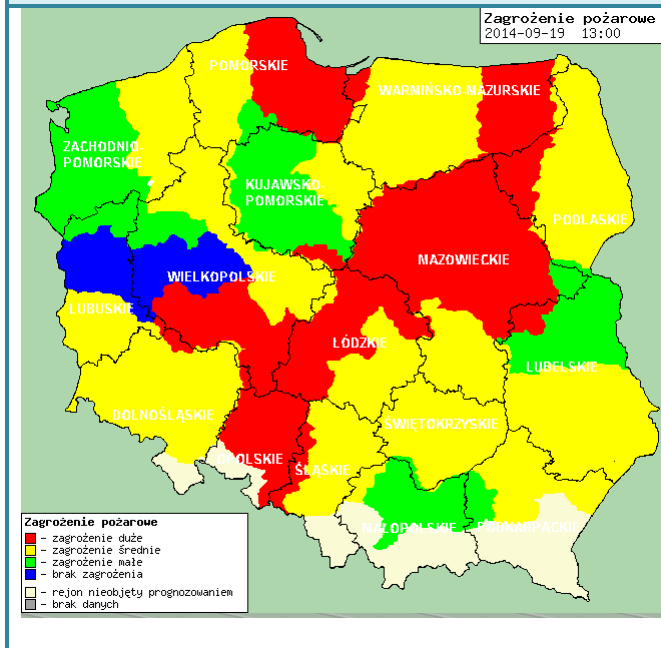 Zagrożenie pożarowe
2014-09-19 13:00
POMORSKIE
WARMIŃSKO-MAZURSKIE
ZACHODNIO-
POMORSKIE
KUJAWSKO-
POMORSKIE
PODLASKIE
MAZOWIECKIE
WIELKOPOLSKIE
LUBUSKIE
ŁÓDZKIE
LUBELSKIE
DOLNOŚLĄSKIE
ŚWIĘTOKRZYSKIE
OPOLSKIE
ŚLĄSKIE
MAŁOPOLSKIE
PODKARPACKIE
Zagrożenie pożarowe
- zagrożenie duże
- zagrożenie średnie
- zagrożenie małe
- brak zagrożenia
- rejon nieobjęty prognozowaniem
- brak danych